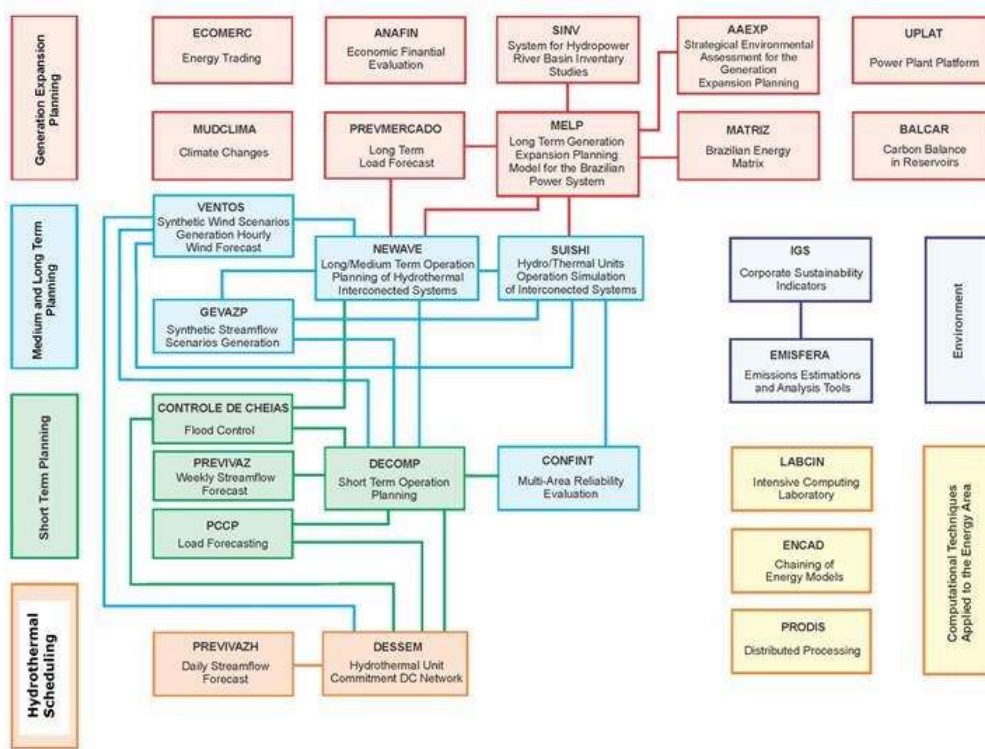 Generation Expansion
Planning
ECOMERC
Energy Trading
ANAFIN
Economic Finantial
Evaluation
SINV
System for Hydropower
River Basin Inventory
Studies
AAEXP
Strategical Environmental
Assessment for the
Generation
Expansion Planning
UPLAT
Power Plant Platform
MUDCLIMA
Climate Changes
PREVMERCADO
Long Term
Load Forecast
MELP
Long Term Generation
Expansion Planning
Model for the Brazilian
Power System
MATRIZ
Brazilian Energy
Matrix
BALCAR
Carbon Balance
in Reservoirs
Medium and Long Term
Planning
VENTOS
Synthetic Wind Scenarios
Generation Hourly
Wind Forecast
NEWAVE
Long/Medium Term Operation
Planning of Hydrothermal
Interconnected Systems
SUISHI
Hydro/Thermal Units
Operation Simulation
of Interconnected Systems
GEVAZP
Synthetic Streamflow
Scenarios Generation
IGS
Corporate Sustainability
Indicators
EMISFERA
Emissions Estimations
and Analysis Tools
Environment
Short Term Planning
CONTROLE DE CHEIAS
Flood Control
PREVIVAZ
Weekly Streamflow
Forecast
DECOMP
Short Term Operation
Planning
CONFINT
Multi-Area Reliability
Evaluation
PCCP
Load Forecasting
LABCIN
Intensive Computing
Laboratory
ENCAD
Chaining of
Energy Models
PRODIS
Distributed Processing
Computational Techniques
Applied to the Energy Area
Hydrothermal
Scheduling
PREVIVAZH
Daily Streamflow
Forecast
DESSEM
Hydrothermal Unit
Commitment DC Network